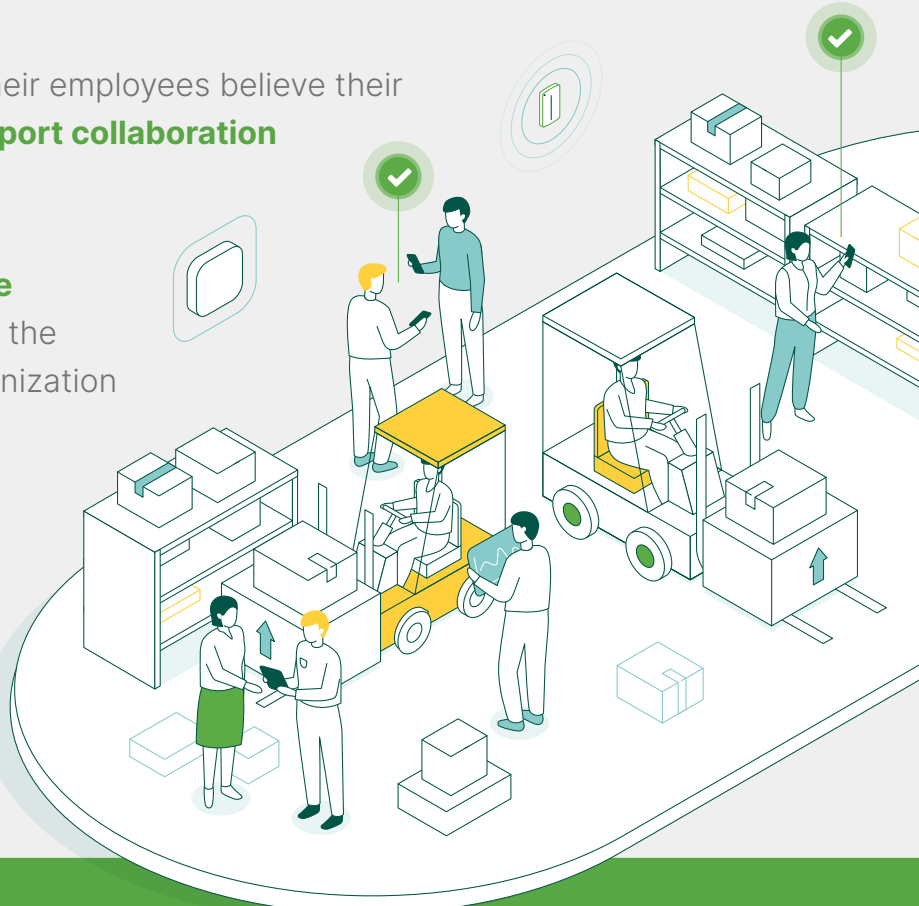 eir employees believe their
port collaboration
e
the
nization